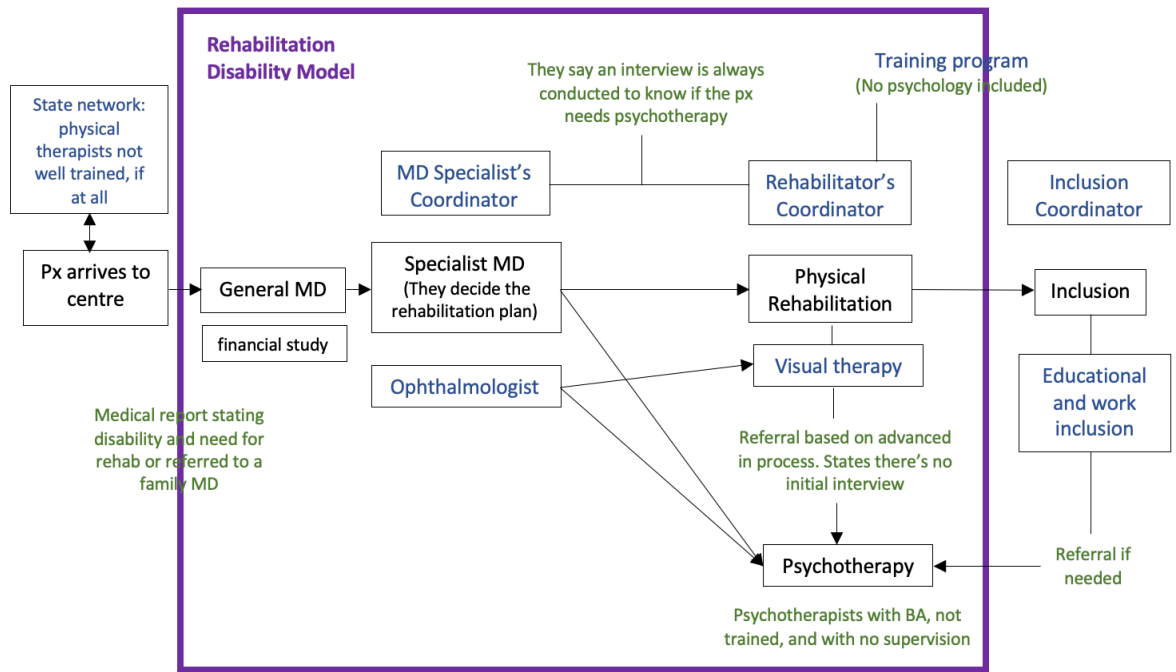 Rehabilitation
Disability Model
They say an interview is always
conducted to know if the px
needs psychotherapy
Training program
(No psychology included)
State network:
physical
therapists not
well trained, if
at all
MD Specialist's
Coordinator
Rehabilitator's
Coordinator
Inclusion
Coordinator
Px arrives to
centre
General MD
Specialist MD
(They decide the
rehabilitation plan)
Physical
Rehabilitation
Inclusion
financial study
Ophthalmologist
Visual therapy
Educational
and work
inclusion
Medical report stating
disability and need for
rehab or referred to a
family MD
Referral based on advanced
in process. States there's no
initial interview
Psychotherapy
Referral if
needed
Psychotherapists with BA, not
trained, and with no supervision